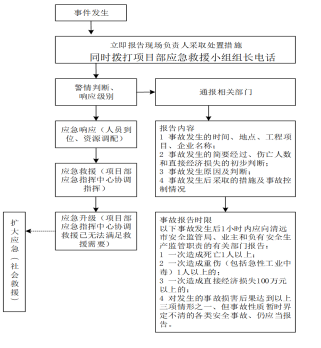 事件发生
立即报告现场负责人采取处置措施
同时拨打项目部应急救援小组组长电话
警情判断、
响应级别
通报相关部门
应急响应（人员到
位、资源调配）
应急救援（项目部
应急指挥中心协调
指挥）
应急升级（项目部
应急指挥中心协调
救援已无法满足救
援需要）
扩大应急（社会
救援）
报告内容
1 事故发生的时间、地点、工程项
目、企业名称；
2 事故发生的简要经过、伤亡人数
和直接经济损失的初步判断；
3 事故发生原因及判断；
4 事故发生后采取的措施及事故控
制情况
事故报告时限
以下事故发生后1小时内应向清远
市安全监管局、业主和负有安全生
产监管职责的有关部门报告：
1 一次造成死亡1人以上；
2 一次造成重伤（包括急性工业中
毒）1人以上的；
3 一次造成直接经济损失100万元
以上的；
4 对发生的事故损害后果达到以上
三项情形之一、但事故性质暂时界
定不清的各类安全事故、仍应当报
告。